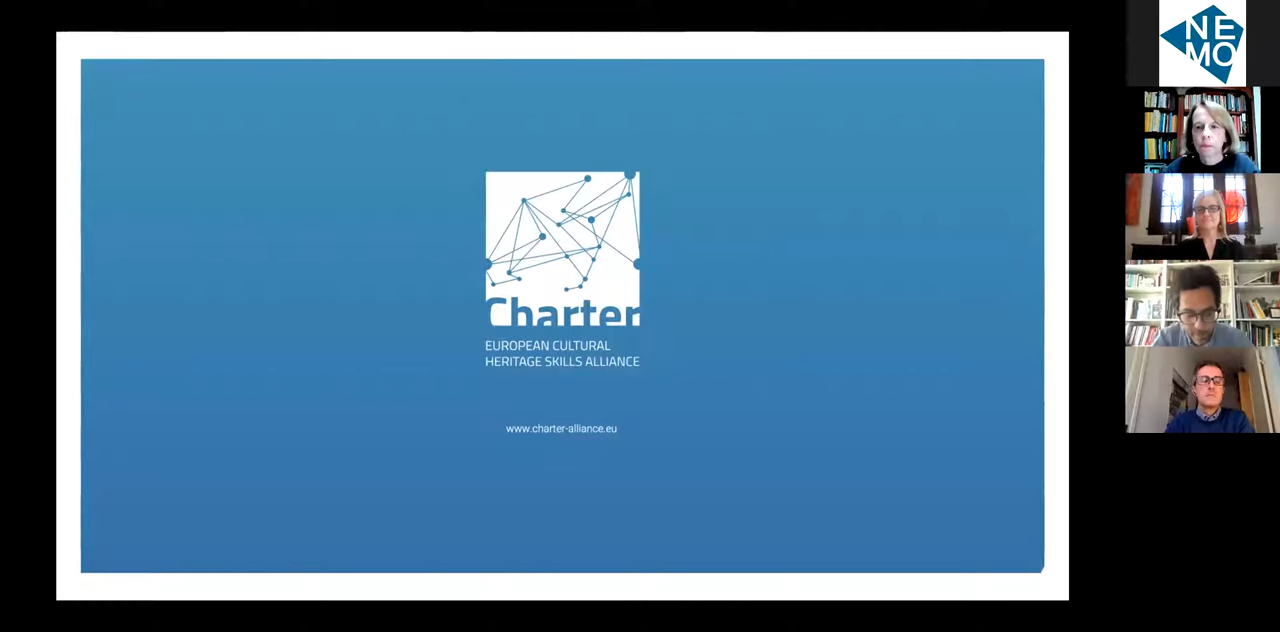 Charter
EUROPEAN CULTURAL
HERITAGE SKILLS ALLIANCE
www.charter-alliance.eu
NE
MO